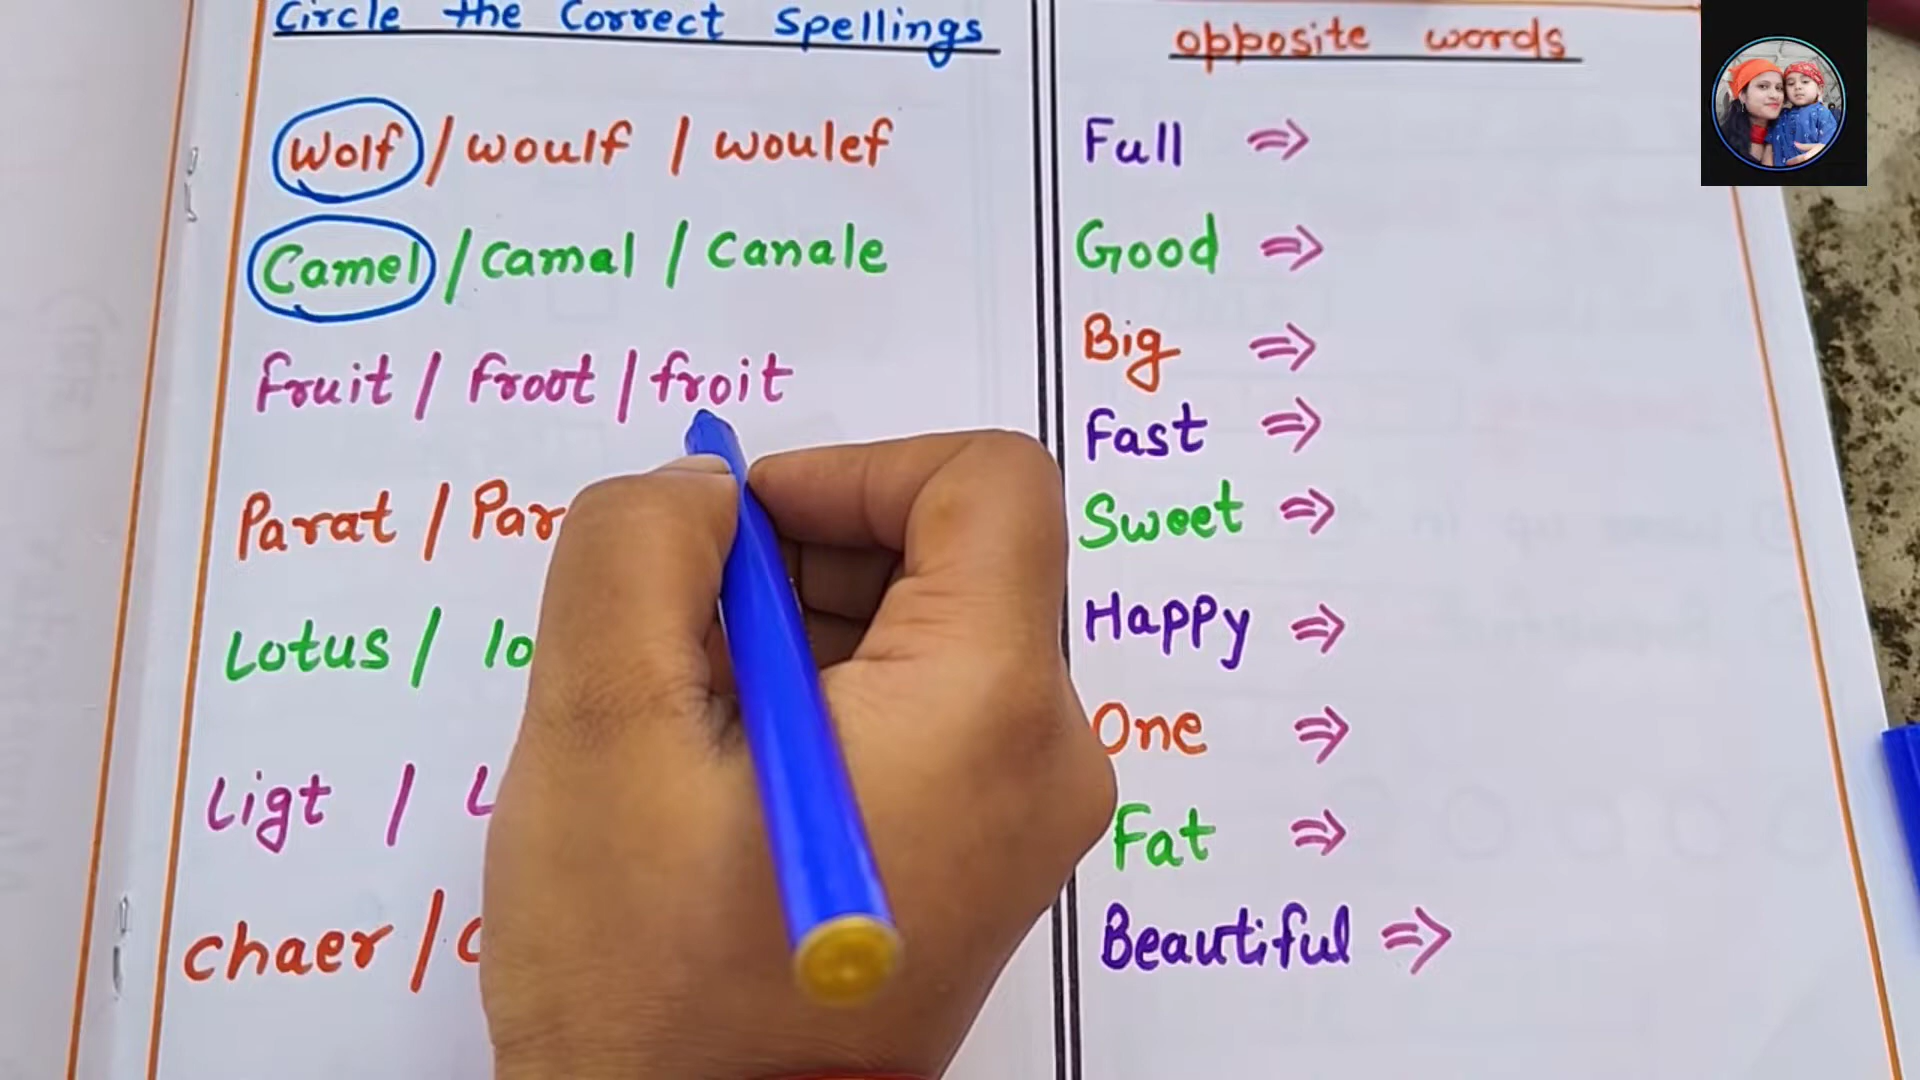 Circle the Correct Spellings
Wolf / woulf / woulef
Camel / Camal / Canale
Fruit / Froot / froit
Parat / Par
Lotus / lo
Ligt / L
Chaer / C
opposite words
Full ⇒
Good ⇒
Big ⇒
Fast ⇒
Sweet ⇒
Happy ⇒
One ⇒
Fat ⇒
Beautiful ⇒